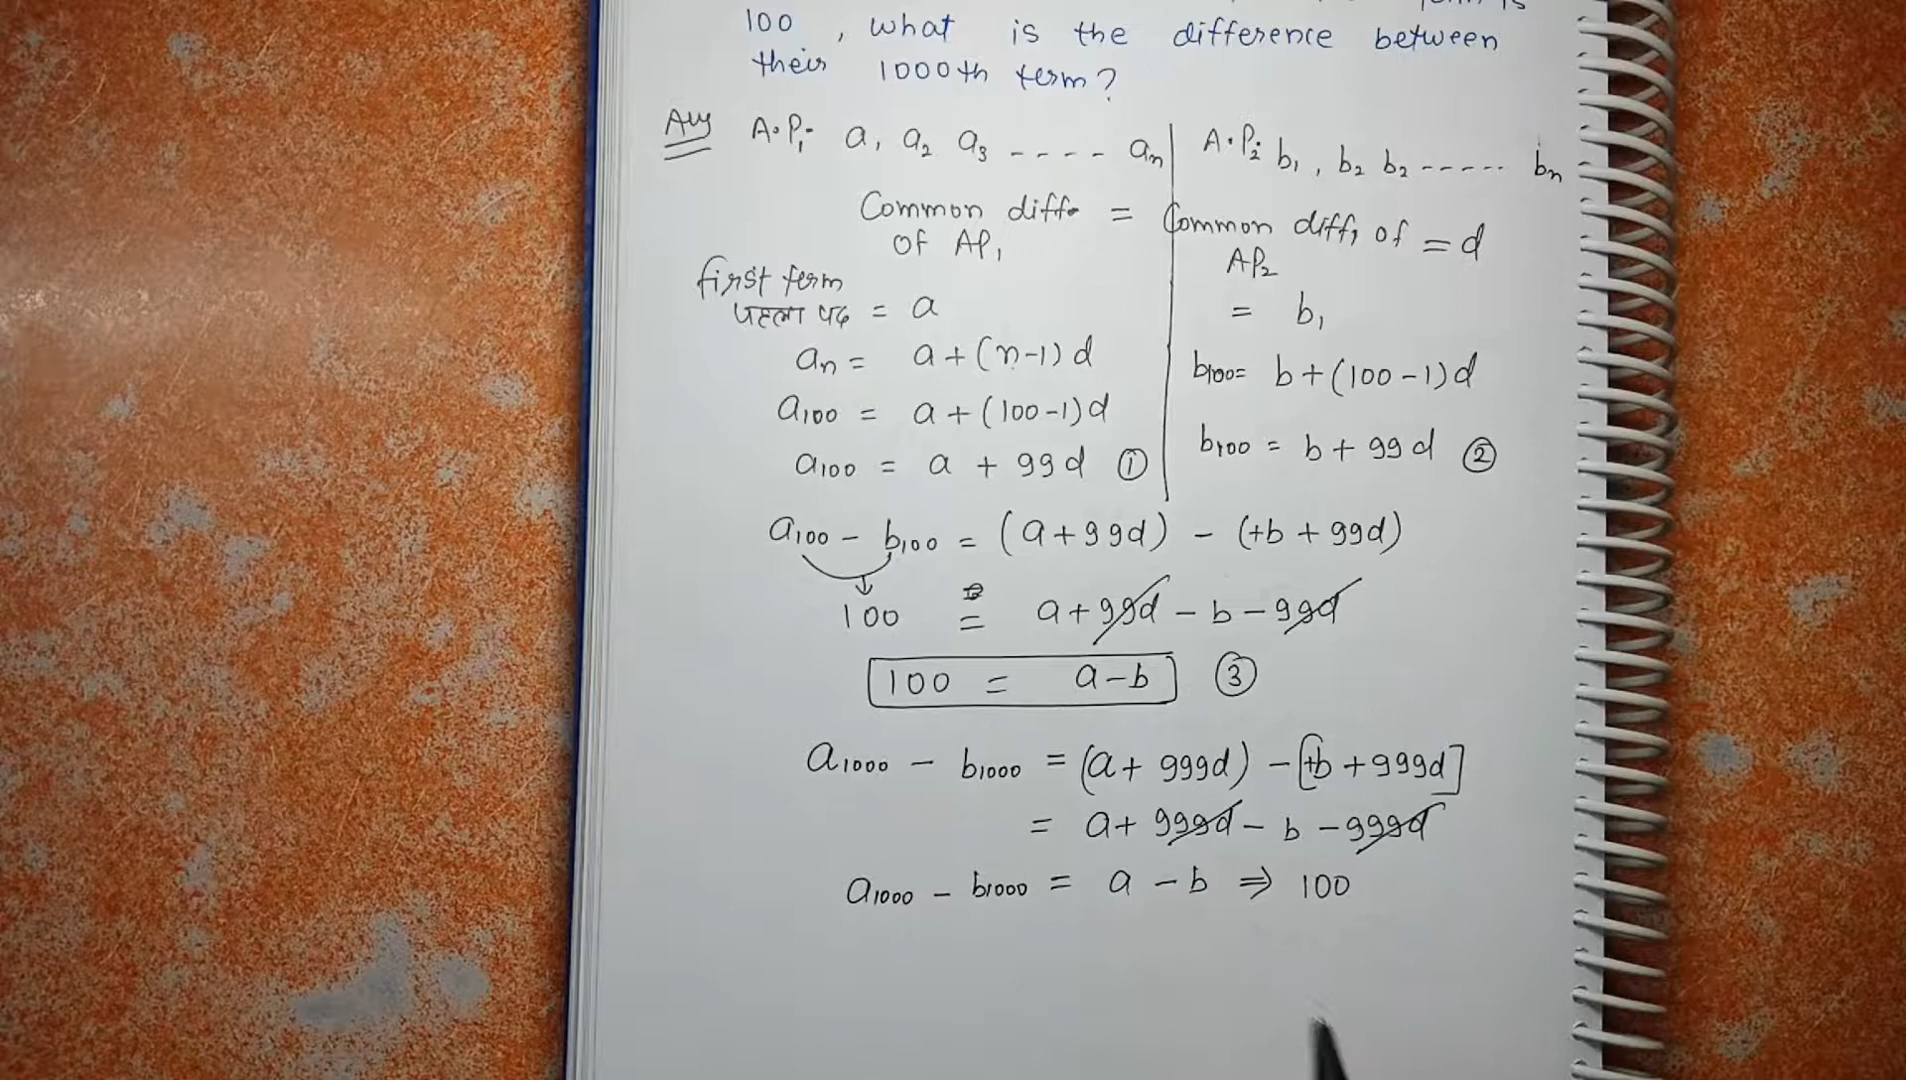 term is
100 , what is the difference between
their 1000th term?
Ans A.P₁- a, a₂ a₃ ---- aₙ | A.P₂- b₁, b₂ b₂ ----- bₙ
Common diff. = Common diff, of = d
of AP₁ AP₂
first term
पहला पद = a = b₁
aₙ = a + (n-1) d
a₁₀₀ = a + (100-1) d b₁₀₀= b + (100-1) d
a₁₀₀ = a + 99d ① b₁₀₀ = b + 99d ②
a₁₀₀ - b₁₀₀ = (a+99d) - (+b + 99d)
100 = a + 99d - b - 99d
100 = a-b ③
a₁₀₀₀ - b₁₀₀₀ = (a + 999d) - [+b + 999d]
= a + 999d - b - 999d
a₁₀₀₀ - b₁₀₀₀ = a - b ⇒ 100